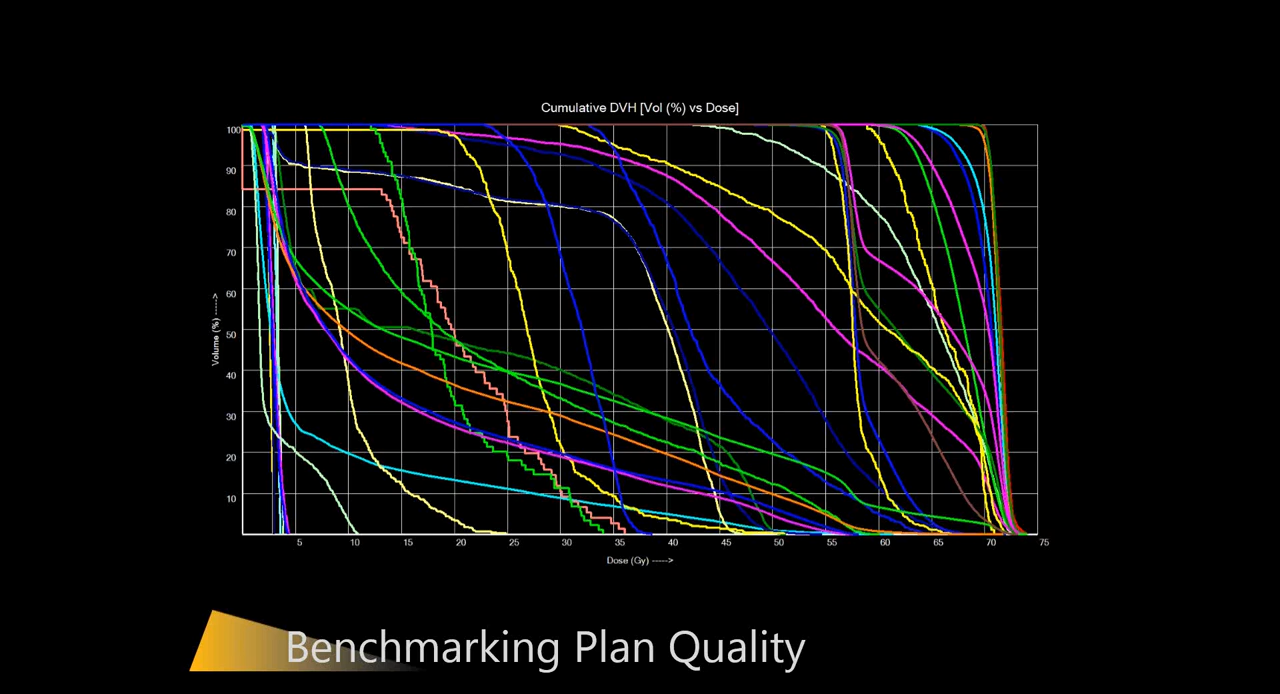 Cumulative DVH [Vol (%) vs Dose]
100
90
80
70
60
50
40
30
20
10
Volume (%) ---->
5 10 15 20 25 30 35 40 45 50 55 60 65 70 75
Dose (Gy) ---->
Benchmarking Plan Quality